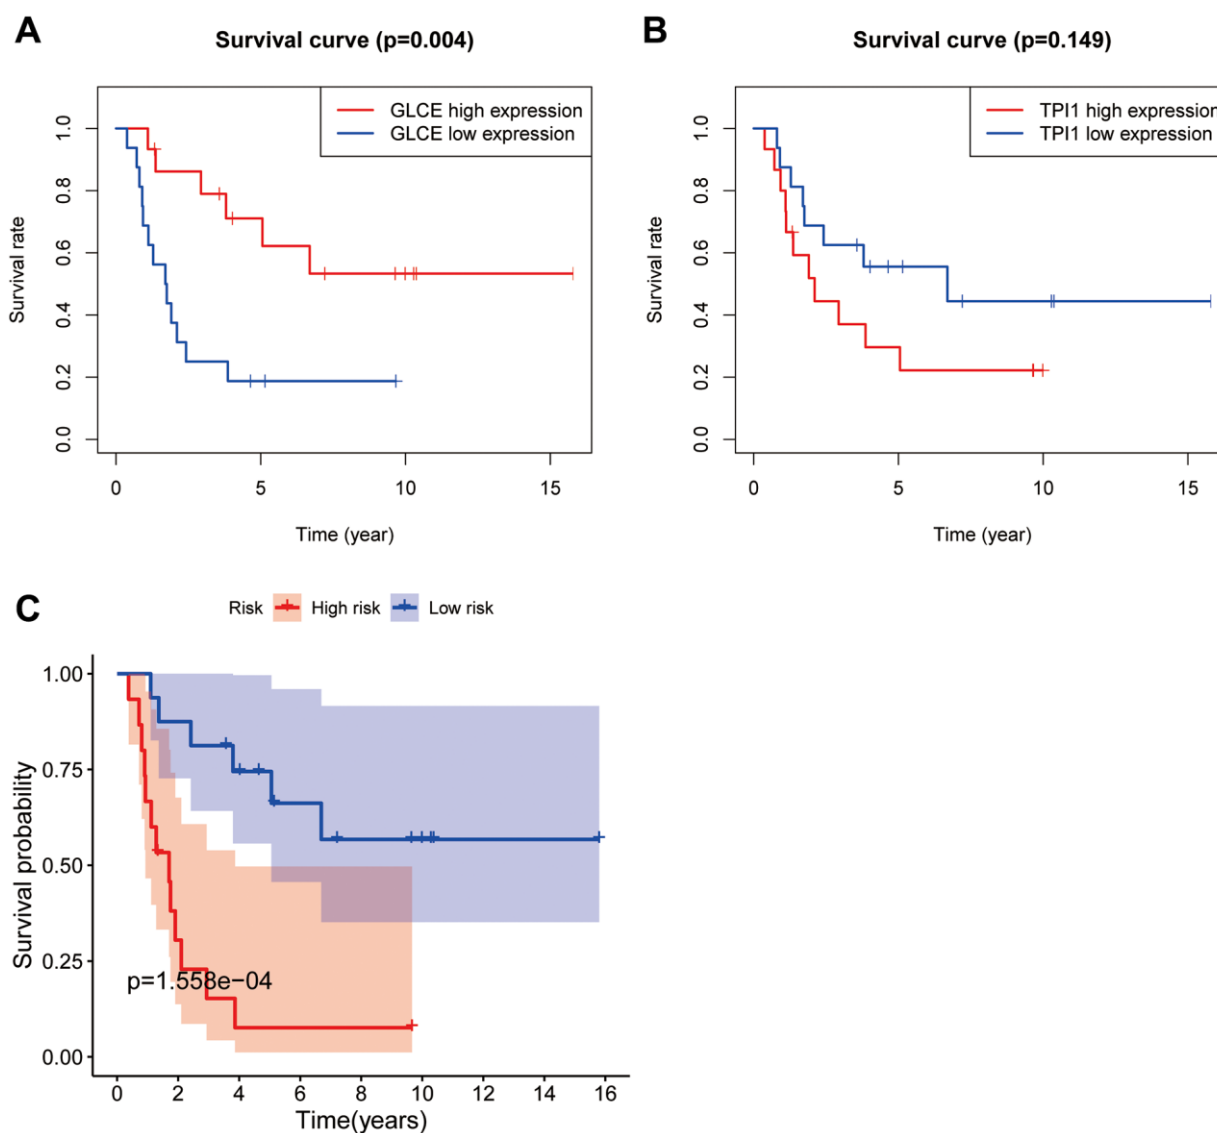 A
Survival curve (p=0.004)
GLCE high expression
GLCE low expression
Survival rate
0.0
0.2
0.4
0.6
0.8
1.0
0
5
10
15
Time (year)
B
Survival curve (p=0.149)
TPI1 high expression
TPI1 low expression
Survival rate
0.0
0.2
0.4
0.6
0.8
1.0
0
5
10
15
Time (year)
C
Risk High risk Low risk
Survival probability
1.00
0.75
0.50
0.25
0.00
p=1.558e−04
0 2 4 6 8 10 12 14 16
Time(years)